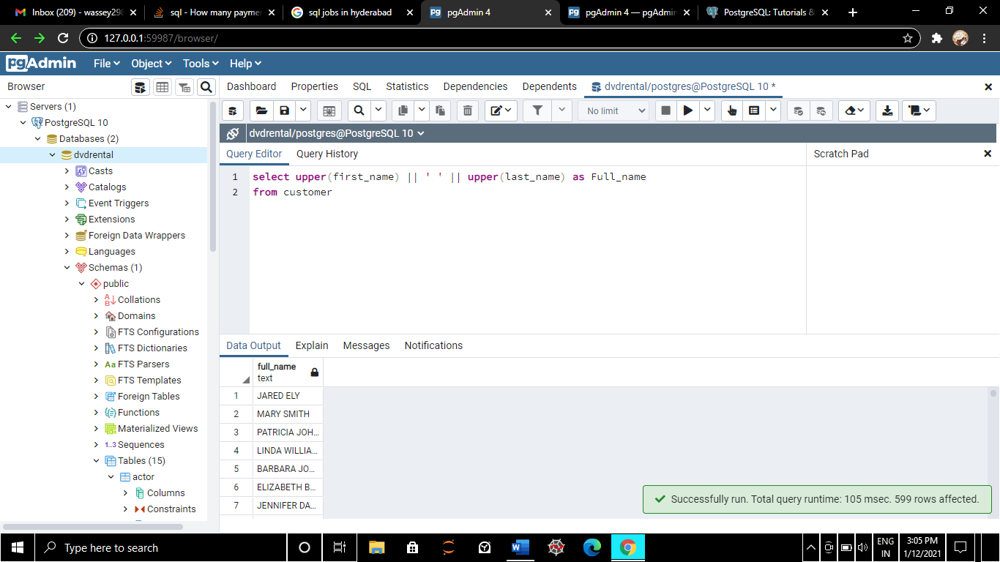 Inbox (209) - wassey298
sql - How many paymen
sql jobs in hyderabad
pgAdmin 4
pgAdmin 4 — pgAdmin
PostgreSQL: Tutorials &
127.0.0.1:59987/browser/
pgAdmin File Object Tools Help
Browser
Dashboard Properties SQL Statistics Dependencies Dependents dvdrental/postgres@PostgreSQL 10 *
No limit
dvdrental/postgres@PostgreSQL 10
Query Editor Query History
Scratch Pad
1 select upper(first_name) || ' ' || upper(last_name) as Full_name
2 from customer
Servers (1)
PostgreSQL 10
Databases (2)
dvdrental
Casts
Catalogs
Event Triggers
Extensions
Foreign Data Wrappers
Languages
Schemas (1)
public
Collations
Domains
FTS Configurations
FTS Dictionaries
Aa FTS Parsers
FTS Templates
Foreign Tables
Functions
Materialized Views
1..3 Sequences
Tables (15)
actor
Columns
Constraints
Data Output Explain Messages Notifications
full_name
text
1 JARED ELY
2 MARY SMITH
3 PATRICIA JOH...
4 LINDA WILLIA...
5 BARBARA JO...
6 ELIZABETH B...
7 JENNIFER DA...
Successfully run. Total query runtime: 105 msec. 599 rows affected.
Type here to search
ENG
IN
3:05 PM
1/12/2021